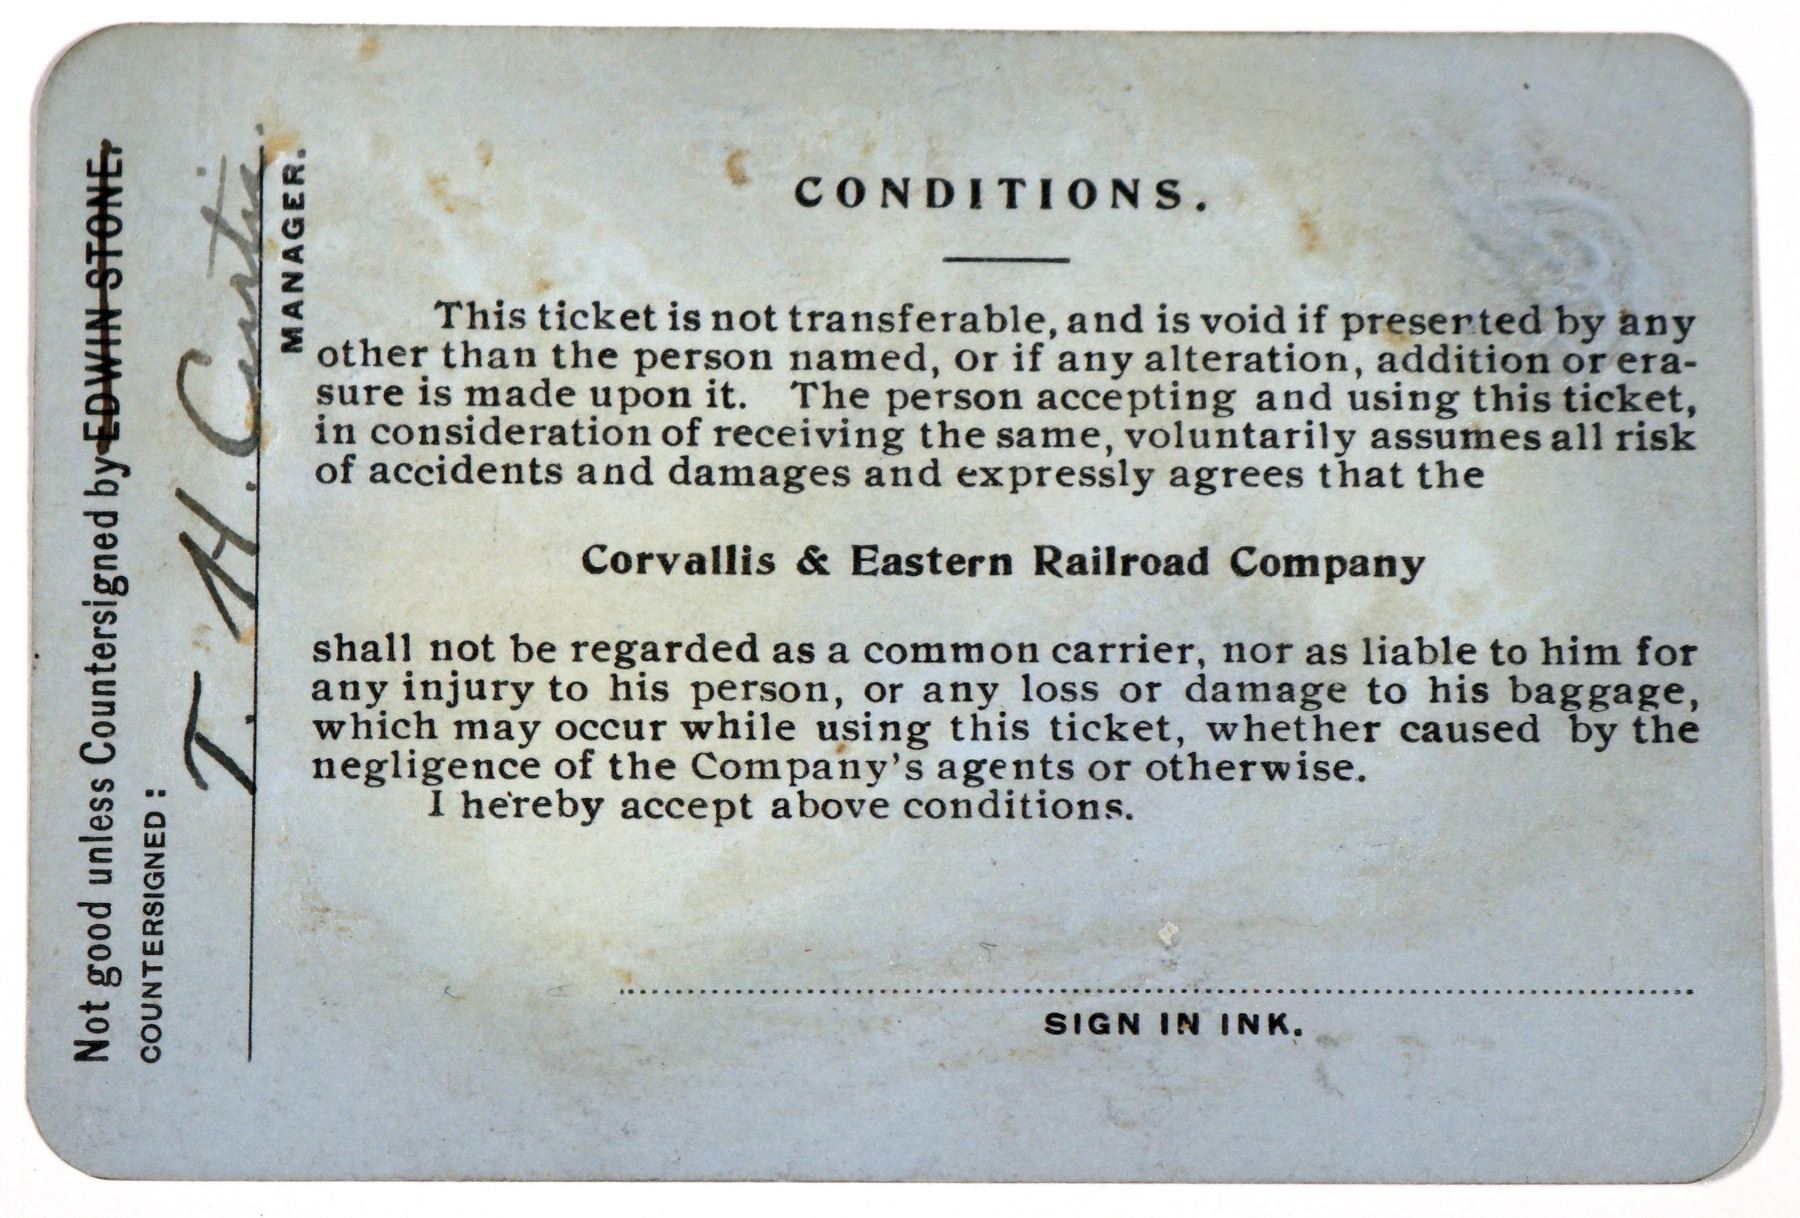 Not good unless Countersigned by EDWIN STONE,
COUNTERSIGNED:
T. H. Curtis.
MANAGER.
CONDITIONS.
This ticket is not transferable, and is void if presented by any
other than the person named, or if any alteration, addition or era-
sure is made upon it. The person accepting and using this ticket,
in consideration of receiving the same, voluntarily assumes all risk
of accidents and damages and expressly agrees that the
Corvallis & Eastern Railroad Company
shall not be regarded as a common carrier, nor as liable to him for
any injury to his person, or any loss or damage to his baggage,
which may occur while using this ticket, whether caused by the
negligence of the Company's agents or otherwise.
I hereby accept above conditions.
SIGN IN INK.